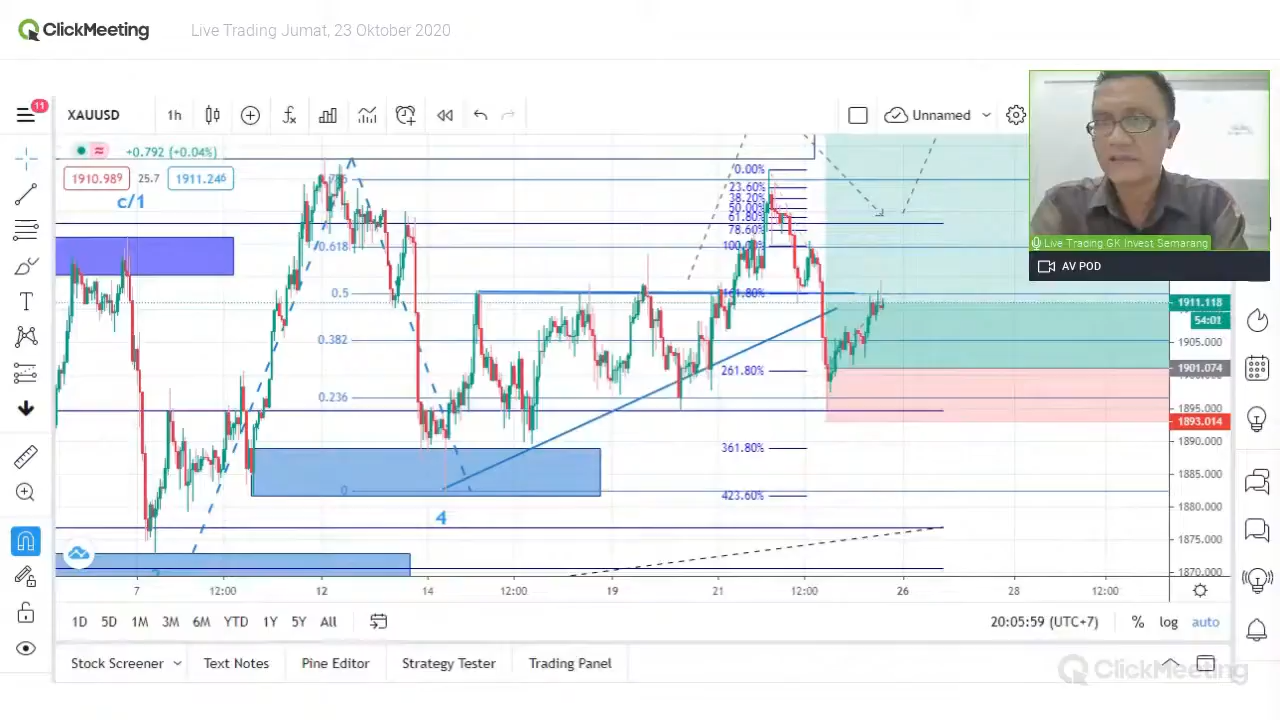 ClickMeeting Live Trading Jumat, 23 Oktober 2020
11 XAUUSD 1h Unnamed
+0.792 (+0.04%)
1910.989 25.7 1911.246
c/1
0.00%
23.60%
38.20%
50.00%
61.80%
0.618 78.60%
100.00%
Live Trading GK Invest Semarang
AV POD
0.5 161.80%
1911.118
54:01
0.382 1905.000
261.80% 1901.074
0.236
1895.000
1893.014
361.80% 1890.000
1885.000
0 423.60%
1880.000
4
1875.000
1870.000
7 12:00 12 14 12:00 19 21 12:00 26 28 12:00
1D 5D 1M 3M 6M YTD 1Y 5Y All 20:05:59 (UTC+7) % log auto
Stock Screener Text Notes Pine Editor Strategy Tester Trading Panel
ClickMeeting